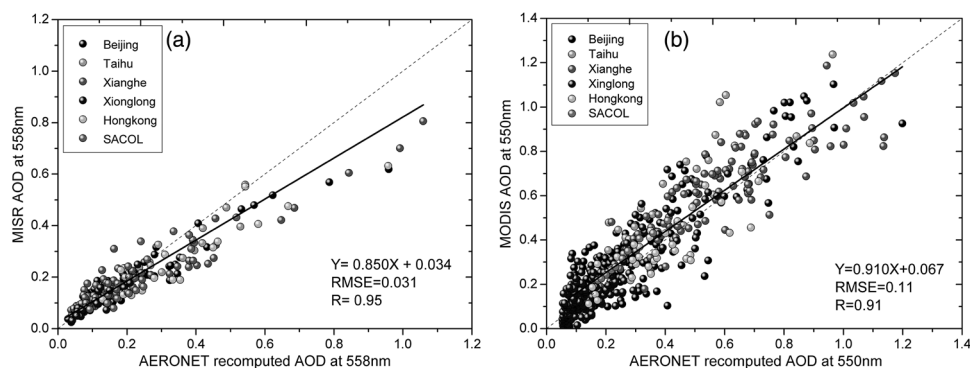 (a)
Beijing
Taihu
Xianghe
Xionglong
Hongkong
SACOL
Y= 0.850X + 0.034
RMSE=0.031
R= 0.95
MISR AOD at 558nm
1.2
1.0
0.8
0.6
0.4
0.2
0.0
0.0 0.2 0.4 0.6 0.8 1.0 1.2
AERONET recomputed AOD at 558nm
(b)
Beijing
Taihu
Xianghe
Xinglong
Hongkong
SACOL
Y=0.910X+0.067
RMSE=0.11
R=0.91
MODIS AOD at 550nm
1.4
1.2
1.0
0.8
0.6
0.4
0.2
0.0
0.0 0.2 0.4 0.6 0.8 1.0 1.2 1.4
AERONET recomputed AOD at 550nm